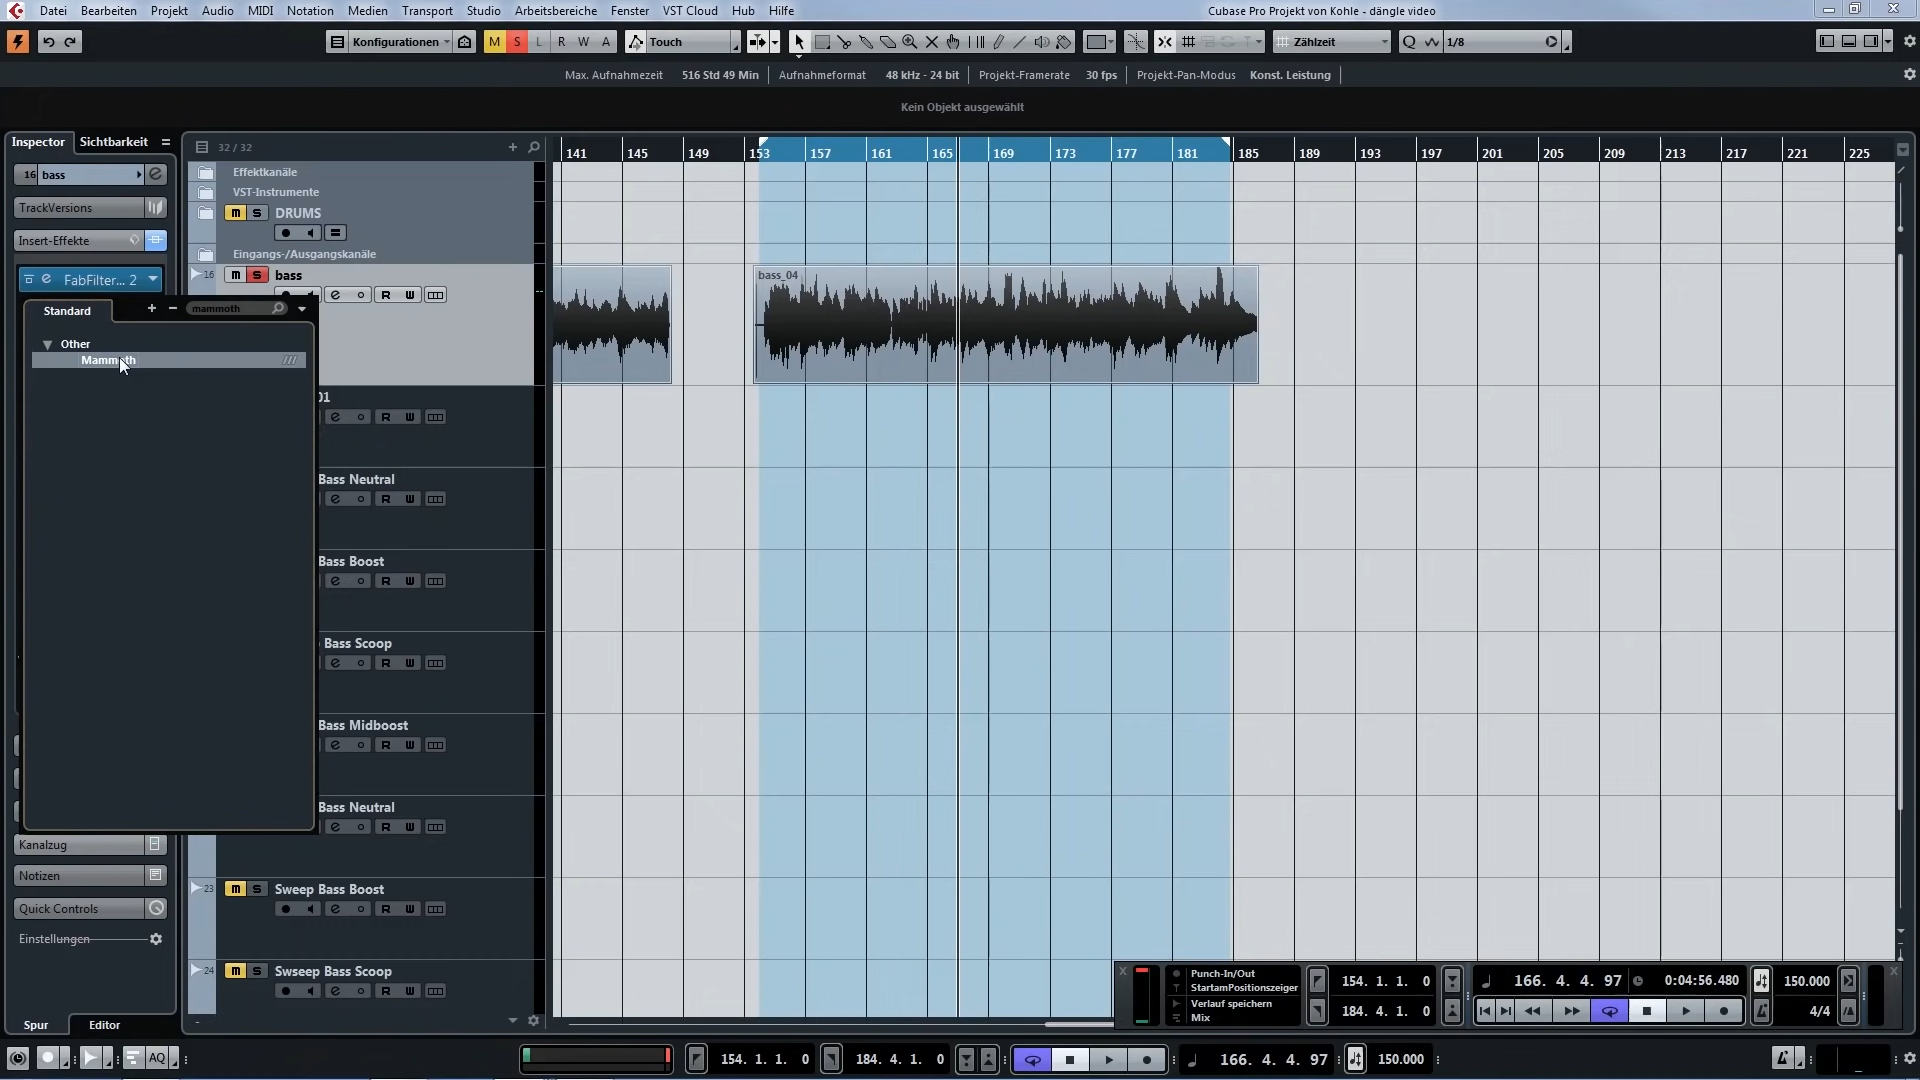 Datei Bearbeiten Projekt Audio MIDI Notation Medien Transport Studio Arbeitsbereiche Fenster VST Cloud Hub Hilfe
Cubase Pro Projekt von Kohle - dängle video
Konfigurationen M S L R W A Touch Zählzeit Q 1/8
Max. Aufnahmezeit 516 Std 49 Min Aufnahmeformat 48 kHz - 24 bit Projekt-Framerate 30 fps Projekt-Pan-Modus Konst. Leistung
Kein Objekt ausgewählt
Inspector Sichtbarkeit
32 / 32
141 145 149 153 157 161 165 169 173 177 181 185 189 193 197 201 205 209 213 217 221 225
16 bass
TrackVersions
Insert-Effekte
FabFilter... 2
Standard
mammoth
Other
Mammoth
Kanalzug
Notizen
Quick Controls
Einstellungen
Spur Editor
Effektkanäle
VST-Instrumente
m S DRUMS
Eingangs-/Ausgangskanäle
16 m S bass
e R W
bass_04
01
e R W
Bass Neutral
e R W
Bass Boost
e R W
Bass Scoop
e R W
Bass Midboost
e R W
Bass Neutral
e R W
23 m S Sweep Bass Boost
e R W
24 m S Swseep Bass Scoop
e R W
Punch-In/Out
StartamPositionszeiger
Verlauf speichern
Mix
154. 1. 1. 0
184. 4. 1. 0
166. 4. 4. 97 0:04:56.480
150.000
4/4
AQ
154. 1. 1. 0 184. 4. 1. 0 166. 4. 4. 97 150.000